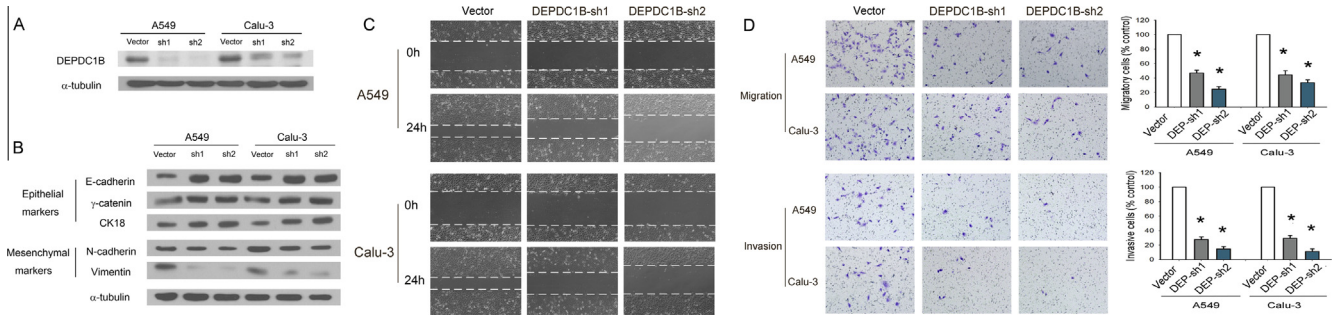 A
A549 Calu-3
Vector sh1 sh2 Vector sh1 sh2
DEPDC1B
α-tubulin
B
A549 Calu-3
Vector sh1 sh2 Vector sh1 sh2
Epithelial markers
E-cadherin
γ-catenin
CK18
Mesenchymal markers
N-cadherin
Vimentin
α-tubulin
C
Vector DEPDC1B-sh1 DEPDC1B-sh2
A549
0h
24h
Calu-3
0h
24h
D
Vector DEPDC1B-sh1 DEPDC1B-sh2
Migration
A549
Calu-3
Invasion
A549
Calu-3
Migratory cells (% control)
120
100
80
60
40
20
0
* * * *
Vector DEP-sh1 DEP-sh2 Vector DEP-sh1 DEP-sh2
A549 Calu-3
Invasive cells (% control)
120
100
80
60
40
20
0
* * * *
Vector DEP-sh1 DEP-sh2 Vector DEP-sh1 DEP-sh2
A549 Calu-3